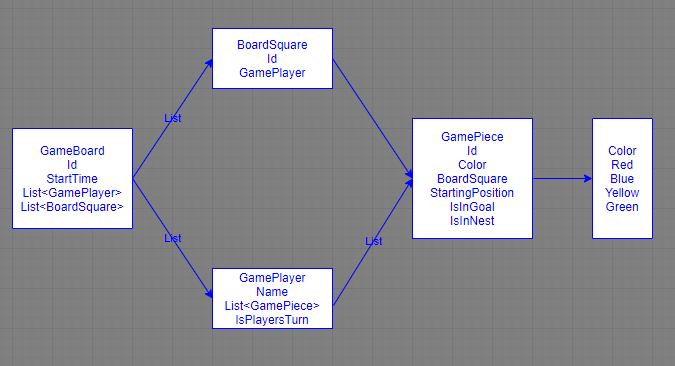 BoardSquare
Id
GamePlayer
List
GameBoard
Id
StartTime
List<GamePlayer>
List<BoardSquare>
GamePiece
Id
Color
BoardSquare
StartingPosition
IsInGoal
IsInNest
Color
Red
Blue
Yellow
Green
List
List
GamePlayer
Name
List<GamePiece>
IsPlayersTurn